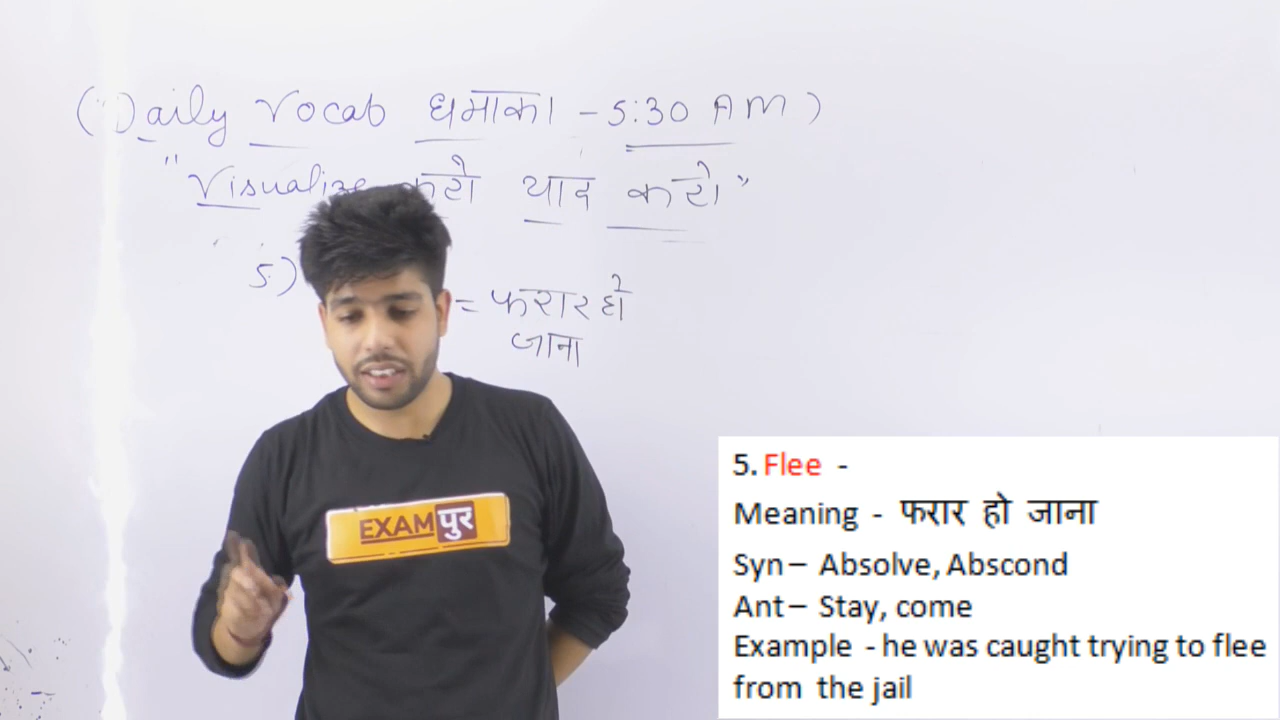 (Daily Vocab धमाका - 5:30 AM)
"Visualize करो याद करो"
5)
= फरार हो
जाना
EXAMपुर
5. Flee -
Meaning - फरार हो जाना
Syn – Absolve, Abscond
Ant – Stay, come
Example - he was caught trying to flee
from the jail